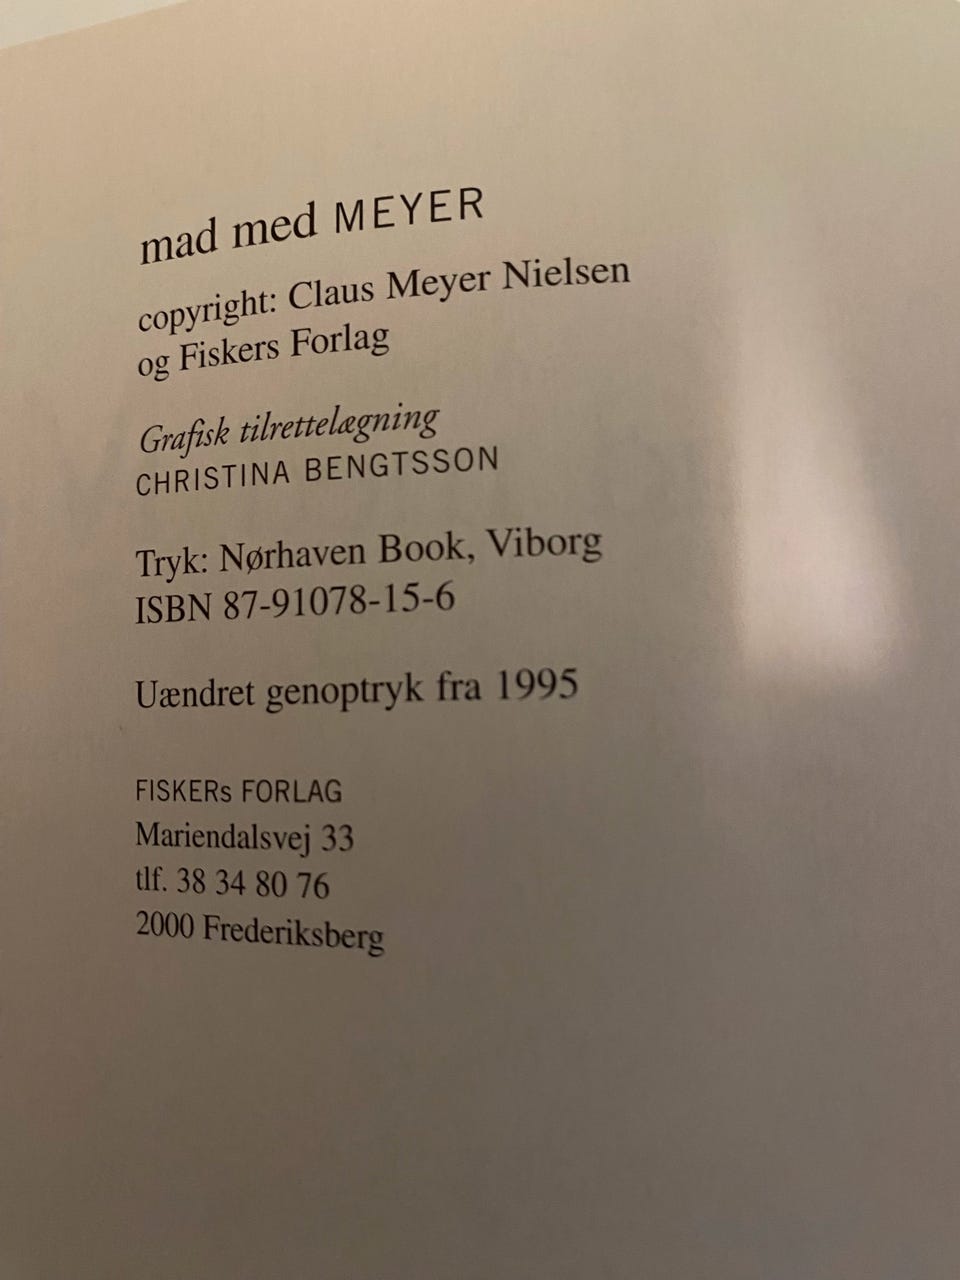 mad med MEYER
copyright: Claus Meyer Nielsen
og Fiskers Forlag
Grafisk tilrettelægning
CHRISTINA BENGTSSON
Tryk: Nørhaven Book, Viborg
ISBN 87-91078-15-6
Uændret genoptryk fra 1995
FISKERs FORLAG
Mariendalsvej 33
tlf. 38 34 80 76
2000 Frederiksberg